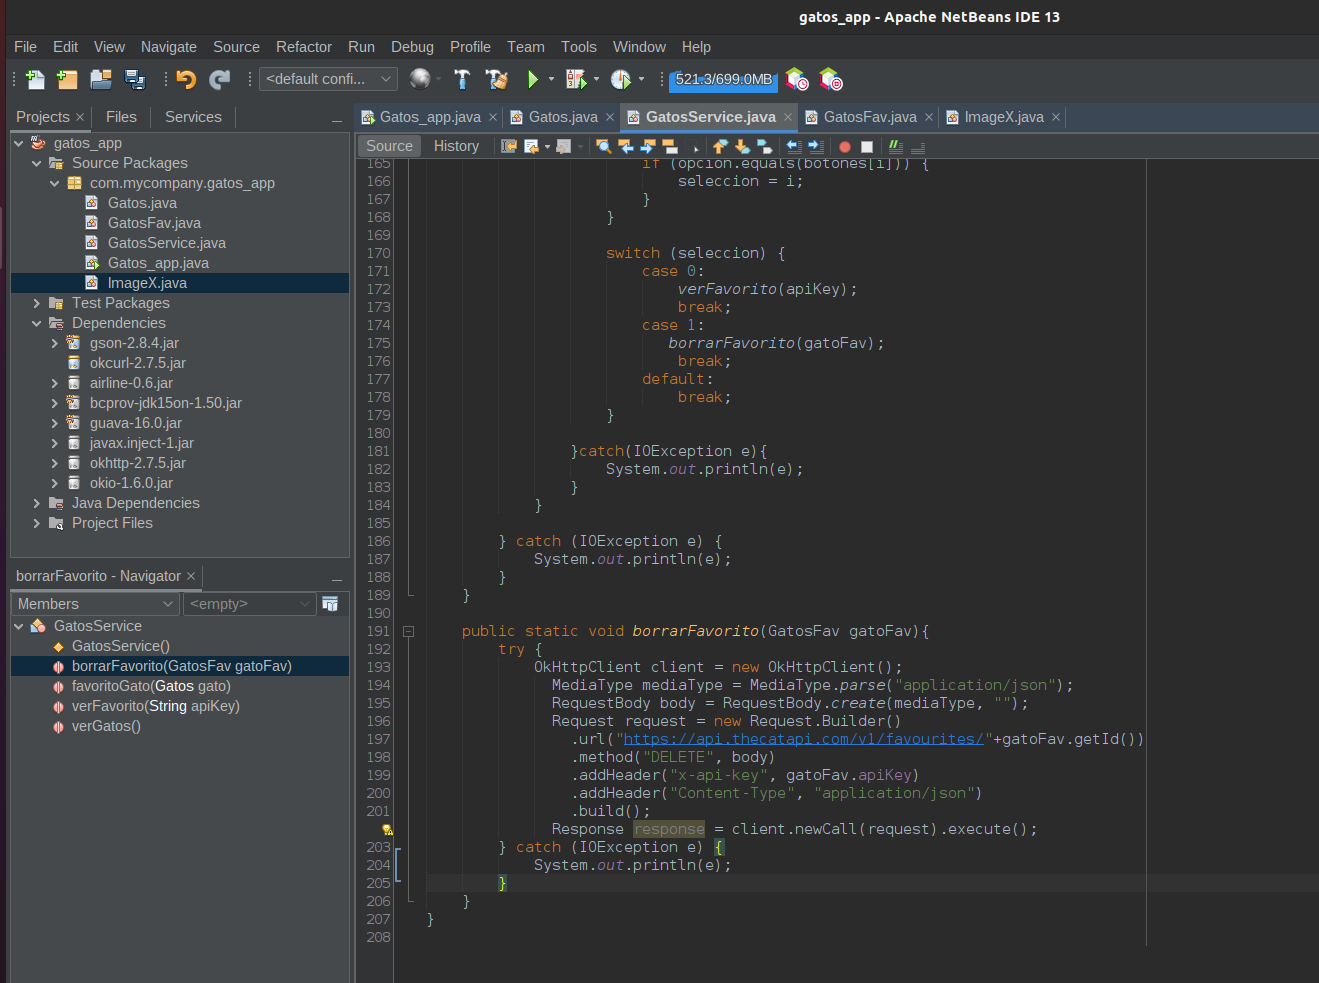 gatos_app - Apache NetBeans IDE 13
File Edit View Navigate Source Refactor Run Debug Profile Team Tools Window Help
<default confi... 521.3/699.0MB
Projects Files Services
gatos_app
Source Packages
com.mycompany.gatos_app
Gatos.java
GatosFav.java
GatosService.java
Gatos_app.java
ImageX.java
Test Packages
Dependencies
gson-2.8.4.jar
okcurl-2.7.5.jar
airline-0.6.jar
bcprov-jdk15on-1.50.jar
guava-16.0.jar
javax.inject-1.jar
okhttp-2.7.5.jar
okio-1.6.0.jar
Java Dependencies
Project Files
borrarFavorito - Navigator
Members <empty>
GatosService
GatosService()
borrarFavorito(GatosFav gatoFav)
favoritoGato(Gatos gato)
verFavorito(String apiKey)
verGatos()
Gatos_app.java Gatos.java GatosService.java GatosFav.java ImageX.java
Source History
165 if (opcion.equals(botones[i])) {
166 seleccion = i;
167 }
168 }
169
170 switch (seleccion) {
171 case 0:
172 verFavorito(apiKey);
173 break;
174 case 1:
175 borrarFavorito(gatoFav);
176 break;
177 default:
178 break;
179 }
180
181 }catch(IOException e){
182 System.out.println(e);
183 }
184 }
185
186 } catch (IOException e) {
187 System.out.println(e);
188 }
189 }
190
191 public static void borrarFavorito(GatosFav gatoFav){
192 try {
193 OkHttpClient client = new OkHttpClient();
194 MediaType mediaType = MediaType.parse("application/json");
195 RequestBody body = RequestBody.create(mediaType, "");
196 Request request = new Request.Builder()
197 .url("https://api.thecatapi.com/v1/favourites/"+gatoFav.getId())
198 .method("DELETE", body)
199 .addHeader("x-api-key", gatoFav.apiKey)
200 .addHeader("Content-Type", "application/json")
201 .build();
Response response = client.newCall(request).execute();
203 } catch (IOException e) {
204 System.out.println(e);
205 }
206 }
207 }
208